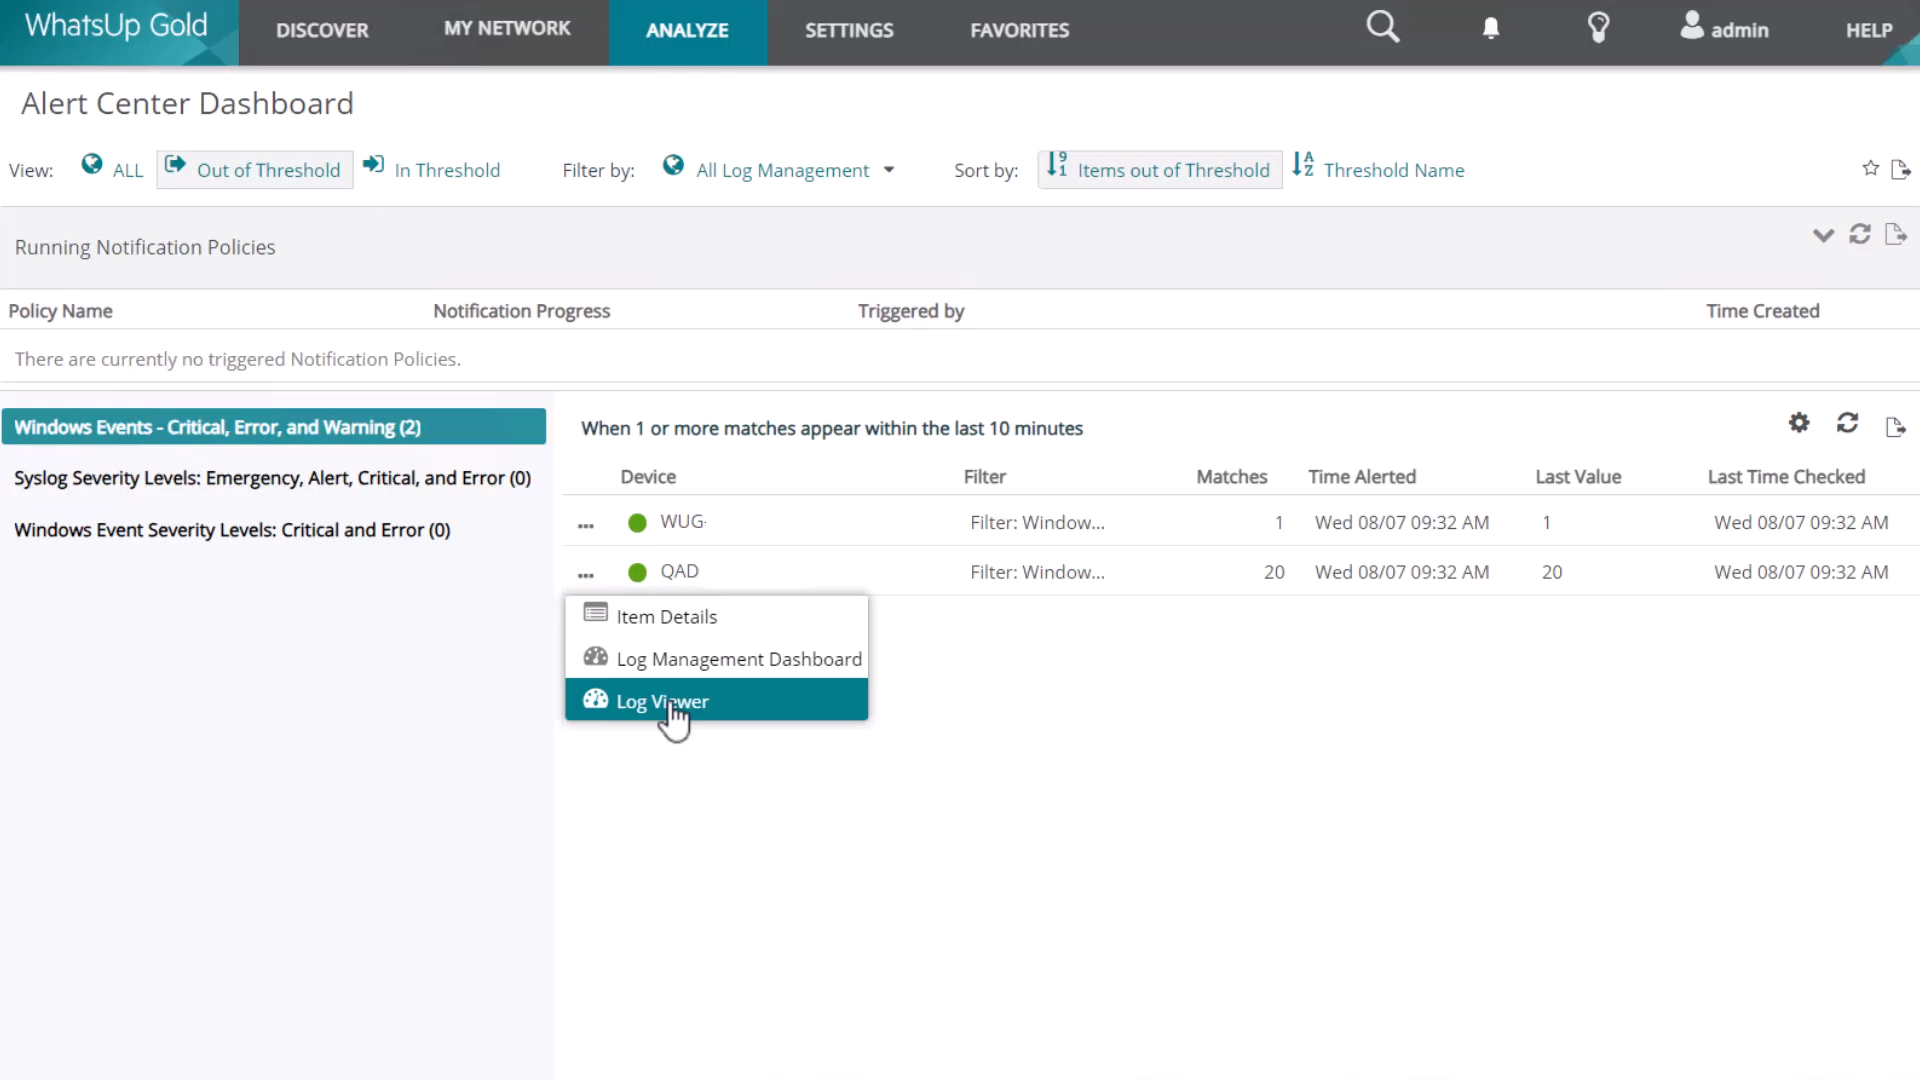 WhatsUp Gold
DISCOVER
MY NETWORK
ANALYZE
SETTINGS
FAVORITES
admin
HELP
Alert Center Dashboard
View:
ALL
Out of Threshold
In Threshold
Filter by:
All Log Management
Sort by:
Items out of Threshold
Threshold Name
Running Notification Policies
Policy Name
Notification Progress
Triggered by
Time Created
There are currently no triggered Notification Policies.
Windows Events - Critical, Error, and Warning (2)
Syslog Severity Levels: Emergency, Alert, Critical, and Error (0)
Windows Event Severity Levels: Critical and Error (0)
When 1 or more matches appear within the last 10 minutes
Device Filter Matches Time Alerted Last Value Last Time Checked
WUG- Filter: Window... 1 Wed 08/07 09:32 AM 1 Wed 08/07 09:32 AM
QAD Filter: Window... 20 Wed 08/07 09:32 AM 20 Wed 08/07 09:32 AM
Item Details
Log Management Dashboard
Log Viewer